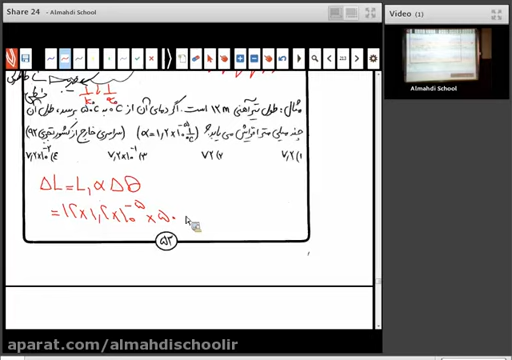 Share 24
Video (1)
Almahdi School
خطی
مثال: طول تیرآهنی ۱۲m است. اگر دمای آن از ۰°C به ۵۰°C برسد، طول آن
چند میلی متر افزایش می یابد؟ (α=۱,۲×۱۰⁻⁵ 1/°C) (سراسری خارج از کشور تجربی ۹۲)
۱) ۷,۲ ۲) ۷۲ ۳) ۷,۲×۱۰⁻¹ ۴) ۷,۲×۱۰⁻²
ΔL = L₁ α Δθ
= ۱۲ × ۱,۲ × ۱۰⁻⁵ × ۵۰
۵۳
aparat.com/almahdischoolir